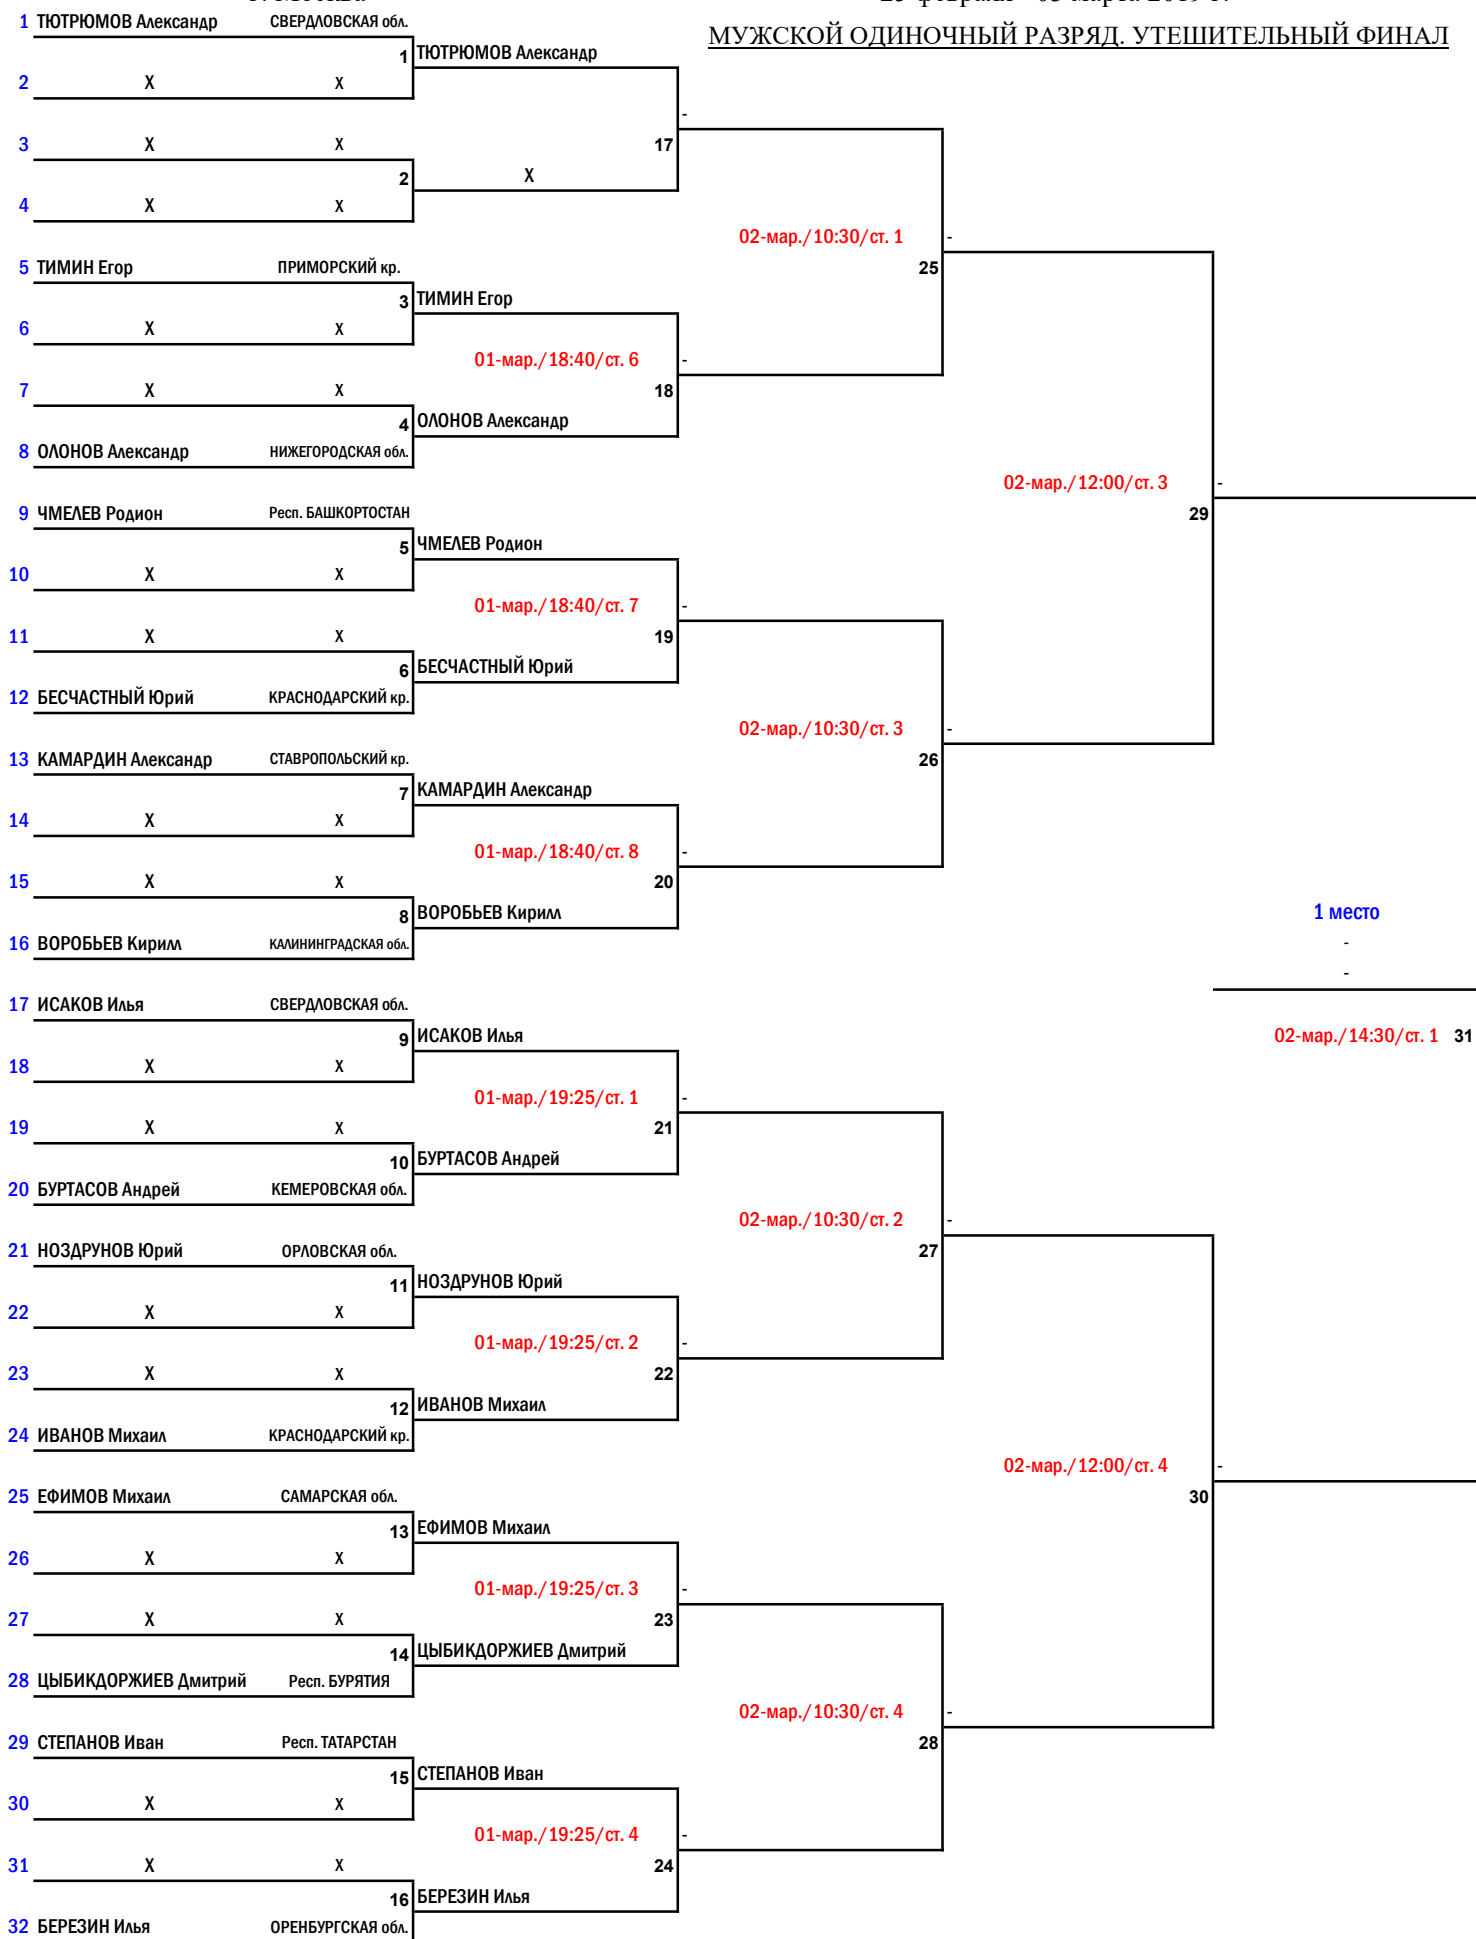 1 ТЮТРЮМОВ Александр СВЕРДЛОВСКАЯ обл.
МУЖСКОЙ ОДИНОЧНЫЙ РАЗРЯД. УТЕШИТЕЛЬНЫЙ ФИНАЛ
1 ТЮТРЮМОВ Александр
2 X X
-
3 X X
17
2 X
4 X X
02-мар./10:30/ст. 1 -
5 ТИМИН Егор ПРИМОРСКИЙ кр.
25
3 ТИМИН Егор
6 X X
01-мар./18:40/ст. 6 -
7 X X
18
4 ОЛОНОВ Александр
8 ОЛОНОВ Александр НИЖЕГОРОДСКАЯ обл.
02-мар./12:00/ст. 3 -
9 ЧМЕЛЕВ Родион Респ. БАШКОРТОСТАН
29
5 ЧМЕЛЕВ Родион
10 X X
01-мар./18:40/ст. 7 -
11 X X
19
6 БЕСЧАСТНЫЙ Юрий
12 БЕСЧАСТНЫЙ Юрий КРАСНОДАРСКИЙ кр.
02-мар./10:30/ст. 3 -
13 КАМАРДИН Александр СТАВРОПОЛЬСКИЙ кр.
26
7 КАМАРДИН Александр
14 X X
01-мар./18:40/ст. 8 -
15 X X
20
8 ВОРОБЬЕВ Кирилл
1 место
16 ВОРОБЬЕВ Кирилл КАЛИНИНГРАДСКАЯ обл.
-
-
17 ИСАКОВ Илья СВЕРДЛОВСКАЯ обл.
9 ИСАКОВ Илья
02-мар./14:30/ст. 1 31
18 X X
01-мар./19:25/ст. 1 -
19 X X
21
10 БУРТАСОВ Андрей
20 БУРТАСОВ Андрей КЕМЕРОВСКАЯ обл.
02-мар./10:30/ст. 2 -
21 НОЗДРУНОВ Юрий ОРЛОВСКАЯ обл.
27
11 НОЗДРУНОВ Юрий
22 X X
01-мар./19:25/ст. 2 -
23 X X
22
12 ИВАНОВ Михаил
24 ИВАНОВ Михаил КРАСНОДАРСКИЙ кр.
02-мар./12:00/ст. 4 -
25 ЕФИМОВ Михаил САМАРСКАЯ обл.
30
13 ЕФИМОВ Михаил
26 X X
01-мар./19:25/ст. 3 -
27 X X
23
14 ЦЫБИКДОРЖИЕВ Дмитрий
28 ЦЫБИКДОРЖИЕВ Дмитрий Респ. БУРЯТИЯ
02-мар./10:30/ст. 4 -
29 СТЕПАНОВ Иван Респ. ТАТАРСТАН
28
15 СТЕПАНОВ Иван
30 X X
01-мар./19:25/ст. 4 -
31 X X
24
16 БЕРЕЗИН Илья
32 БЕРЕЗИН Илья ОРЕНБУРГСКАЯ обл.